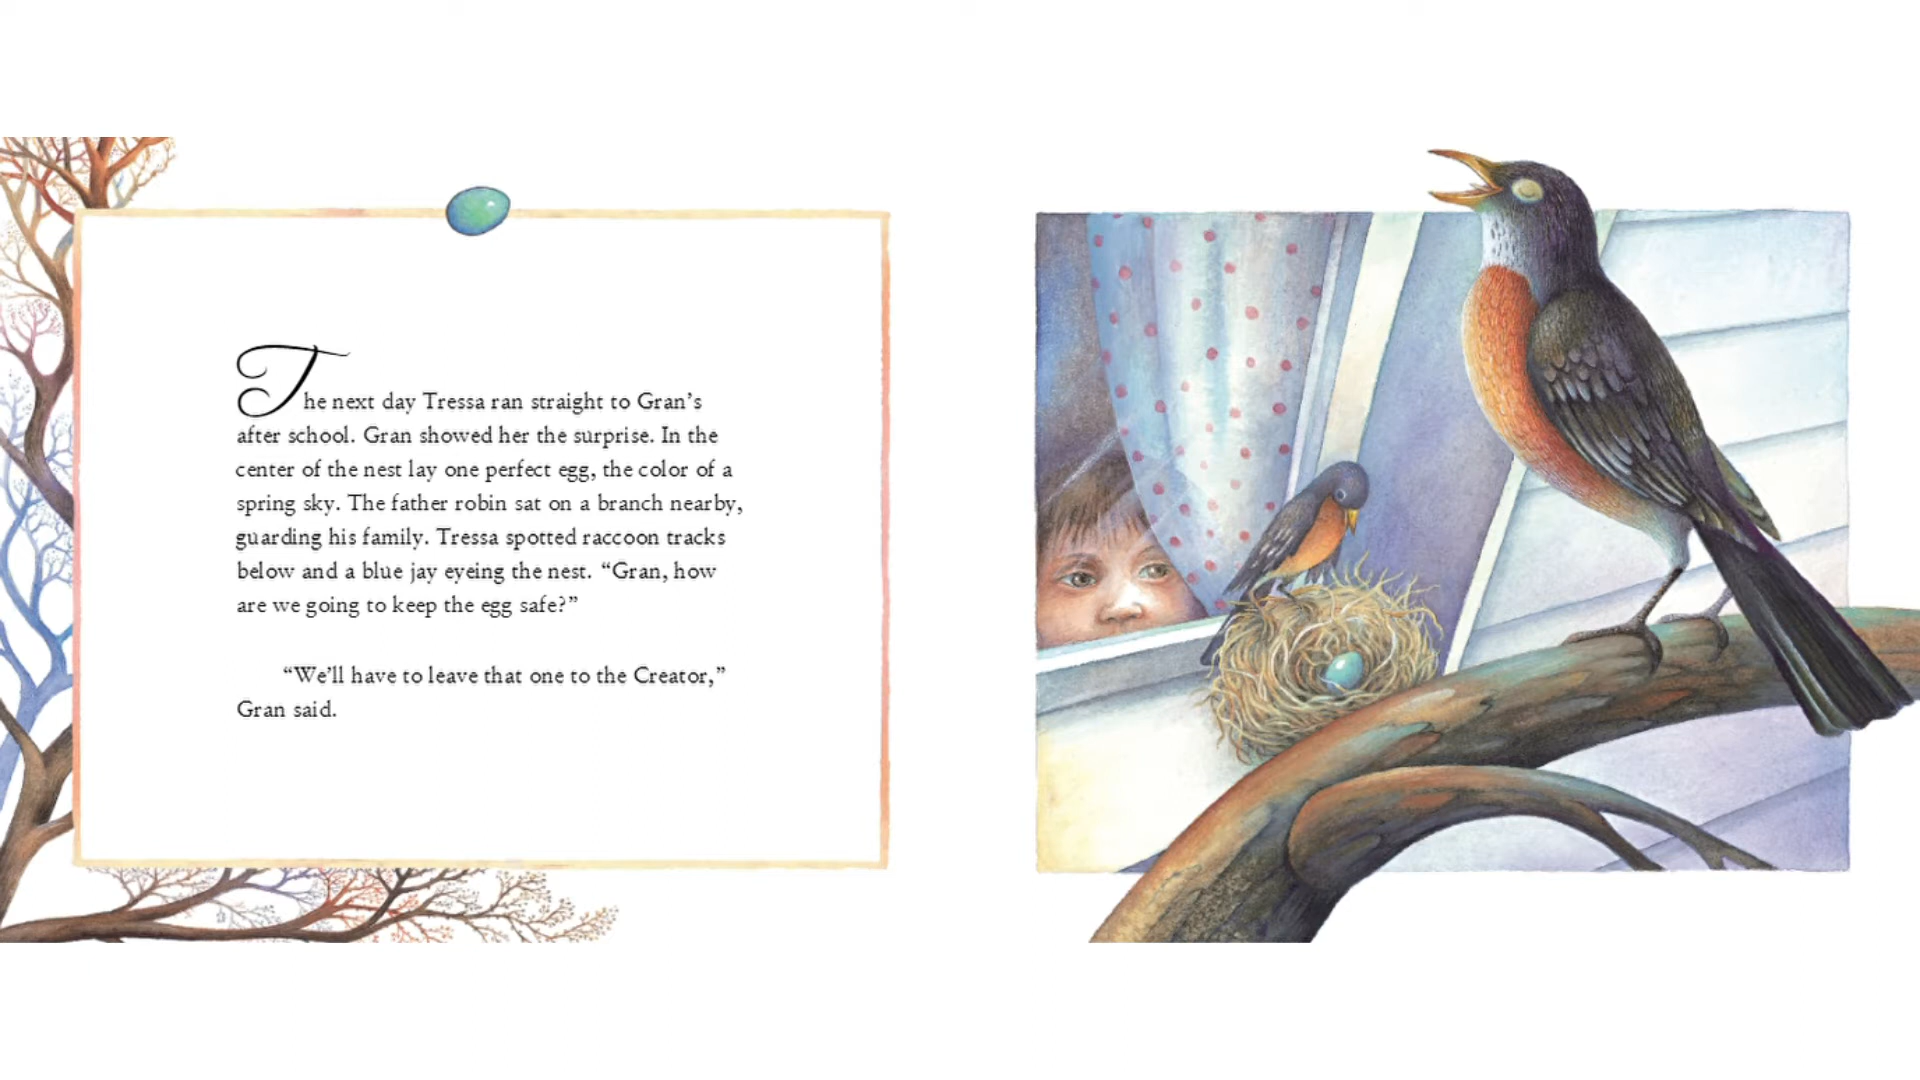 The next day Tressa ran straight to Gran’s
after school. Gran showed her the surprise. In the
center of the nest lay one perfect egg, the color of a
spring sky. The father robin sat on a branch nearby,
guarding his family. Tressa spotted raccoon tracks
below and a blue jay eyeing the nest. “Gran, how
are we going to keep the egg safe?”
“We’ll have to leave that one to the Creator,”
Gran said.